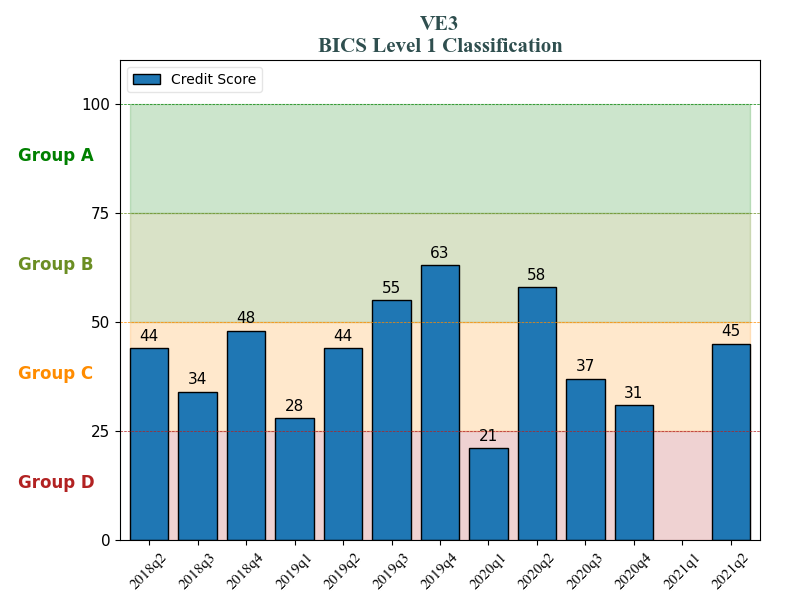 VE3
BICS Level 1 Classification
Credit Score
100
75
50
25
0
Group A
Group B
Group C
Group D
44
34
48
28
44
55
63
21
58
37
31
45
2018q2
2018q3
2018q4
2019q1
2019q2
2019q3
2019q4
2020q1
2020q2
2020q3
2020q4
2021q1
2021q2